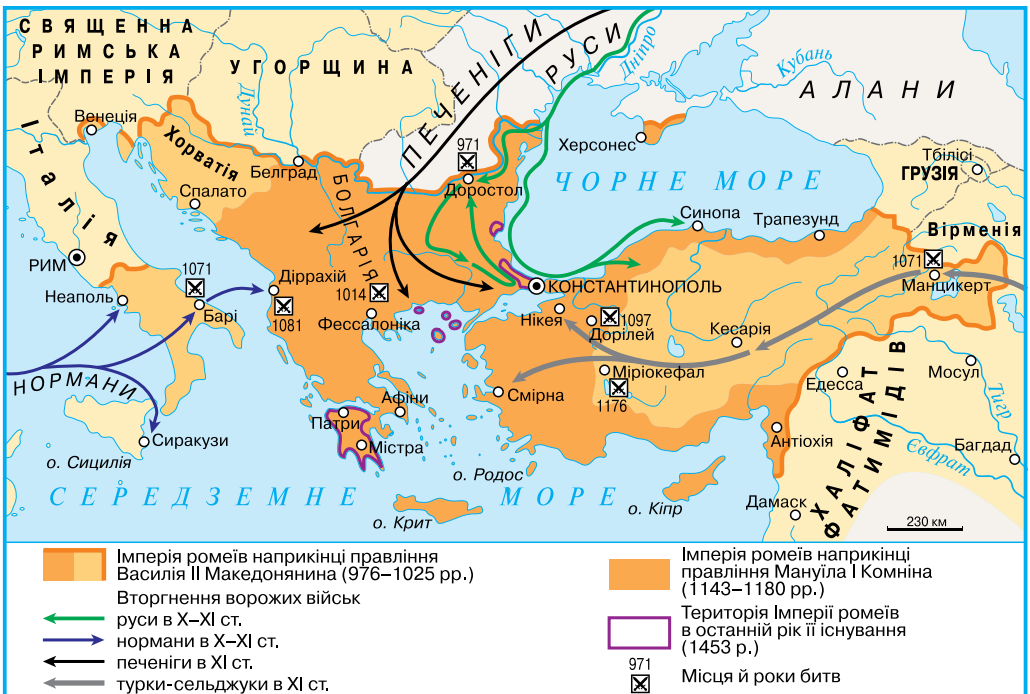 СВЯЩЕННА
РИМСЬКА
ІМПЕРІЯ
УГОРЩИНА
Дунай
ПЕЧЕНІГИ
РУСИ
Дніпро
Кубань
АЛАНИ
Венеція
Італія
Хорватія
Белград
Спалато
БОЛГАРІЯ
971
Доростол
Херсонес
ЧОРНЕ МОРЕ
Тбілісі
ГРУЗІЯ
Синопа
Трапезунд
Вірменія
РИМ
Неаполь
1071
Барі
Діррахій
1081
1014
Фессалоніка
КОНСТАНТИНОПОЛЬ
Нікея
1097
Дорілей
Кесарія
1071
Манцикерт
НОРМАНИ
Сиракузи
о. Сицилія
Афіни
Патри
Містра
Смірна
Міріокефал
1176
Едесса
Мосул
Тигр
Антіохія
Євфрат
Багдад
ХАЛІФАТ
ФАТИМІДІВ
Дамаск
о. Родос
о. Крит
о. Кіпр
СЕРЕДЗЕМНЕ МОРЕ
230 км
Імперія ромеїв наприкінці правління
Василія ІІ Македонянина (976–1025 рр.)
Вторгнення ворожих військ
руси в X–XI ст.
нормани в X–XI ст.
печеніги в XI ст.
турки-сельджуки в XI ст.
Імперія ромеїв наприкінці
правління Мануїла І Комніна
(1143–1180 рр.)
Територія Імперії ромеїв
в останній рік її існування
(1453 р.)
971
Місця й роки битв